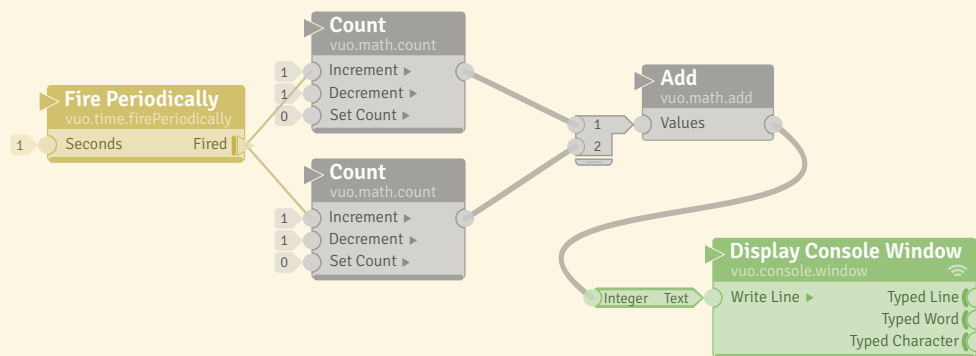 Fire Periodically
vuo.time.firePeriodically
1 Seconds Fired
Count
vuo.math.count
1 Increment
1 Decrement
0 Set Count
Count
vuo.math.count
1 Increment
1 Decrement
0 Set Count
1
2
Add
vuo.math.add
Values
Integer Text
Display Console Window
vuo.console.window
Write Line Typed Line
Typed Word
Typed Character